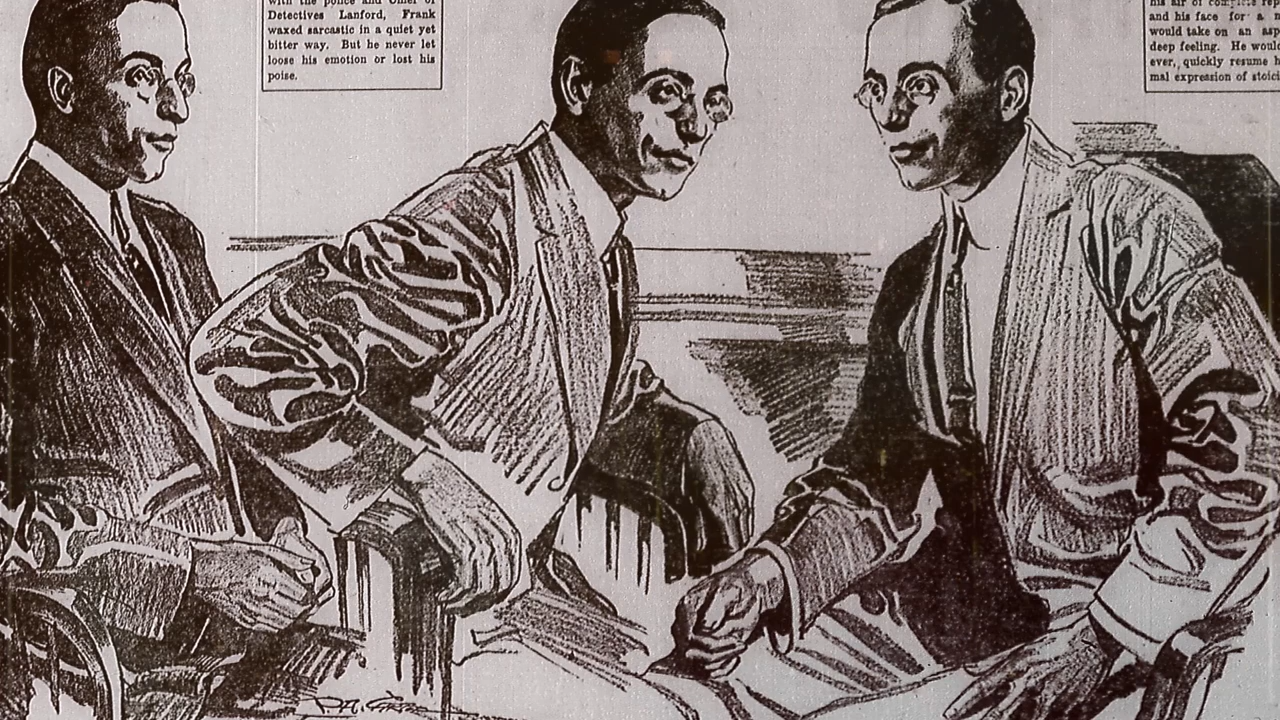 with the police and Chief of
Detectives Lanford, Frank
waxed sarcastic in a quiet yet
bitter way. But he never let
loose his emotion or lost his
poise.
his air of complete rep
and his face for a m
would take on an asp
deep feeling. He woul
ever, quickly resume h
mal expression of stoici